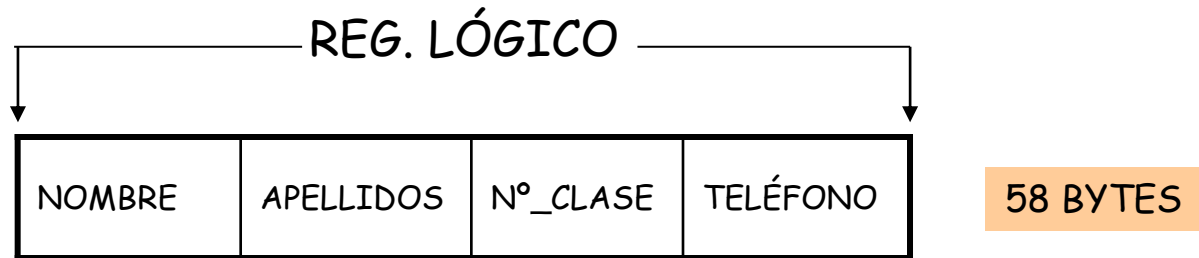 REG. LÓGICO
NOMBRE APELLIDOS Nº_CLASE TELÉFONO 58 BYTES